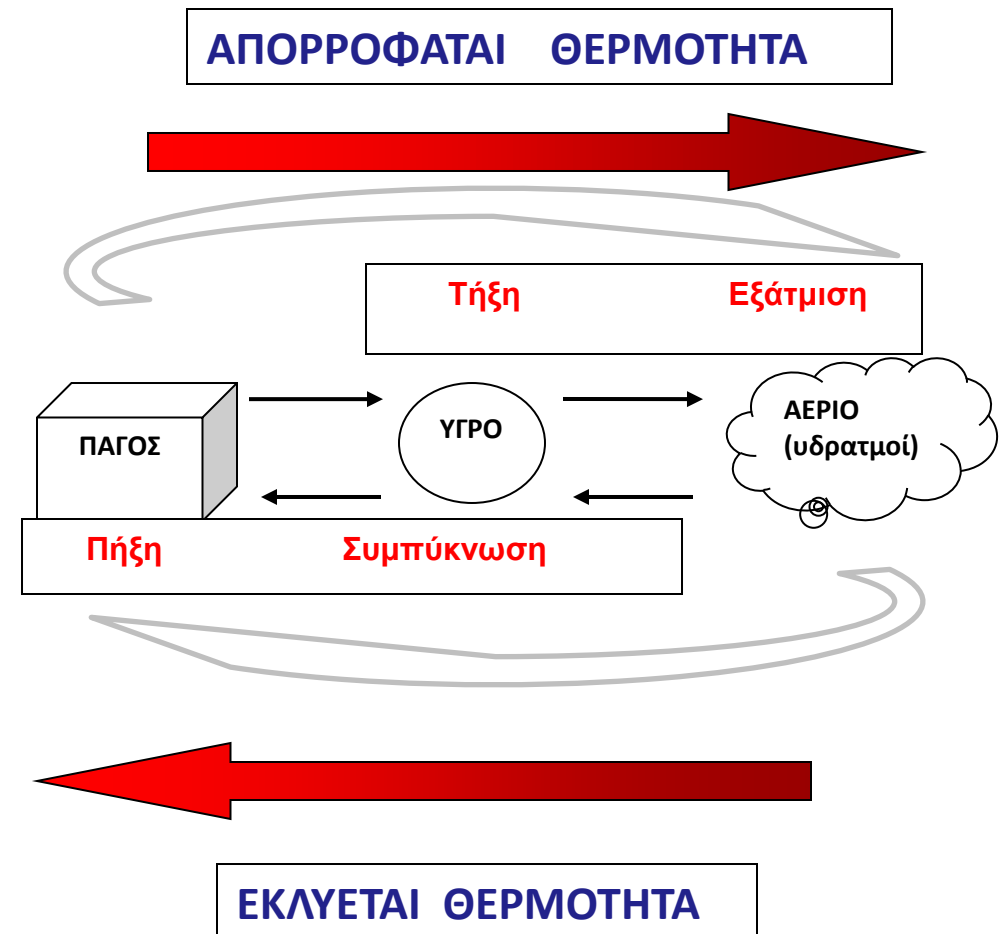 ΑΠΟΡΡΟΦΑΤΑΙ ΘΕΡΜΟΤΗΤΑ
Τήξη Εξάτμιση
ΠΑΓΟΣ
ΥΓΡΟ
ΑΕΡΙΟ
(υδρατμοί)
Πήξη Συμπύκνωση
ΕΚΛΥΕΤΑΙ ΘΕΡΜΟΤΗΤΑ